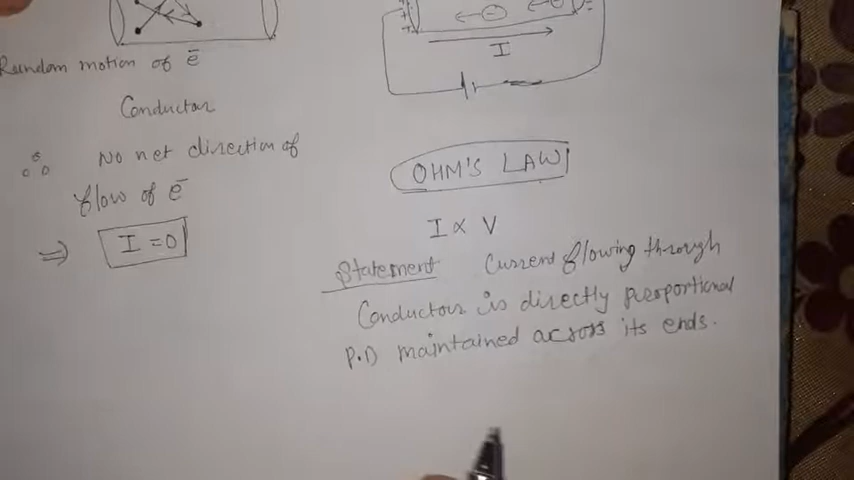 Random motion of ē
Conductor
∴ No net direction of
flow of ē
⇒ I = 0
I
OHM'S LAW
I ∝ V
Statement Current flowing through
Conductor is directly proportional
P.D maintained across its ends.